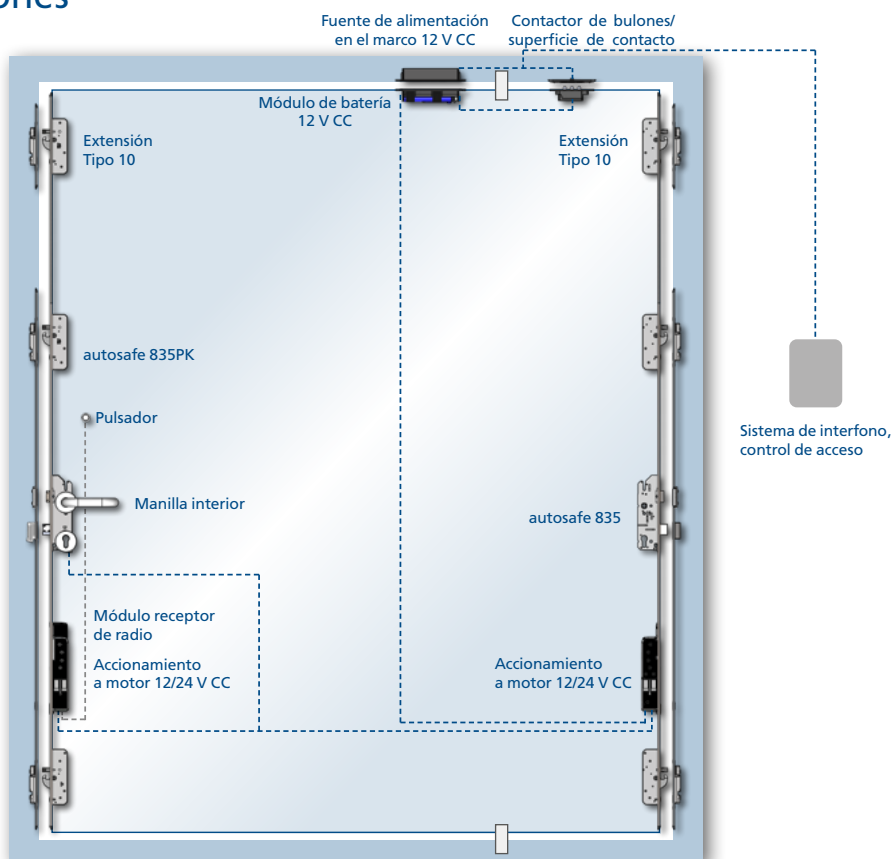 Fuente de alimentación
en el marco 12 V CC
Contactor de bulones/
superficie de contacto
Módulo de batería
12 V CC
Extensión
Tipo 10
Extensión
Tipo 10
autosafe 835PK
Pulsador
Sistema de interfono,
control de acceso
Manilla interior
autosafe 835
Módulo receptor
de radio
Accionamiento
a motor 12/24 V CC
Accionamiento
a motor 12/24 V CC